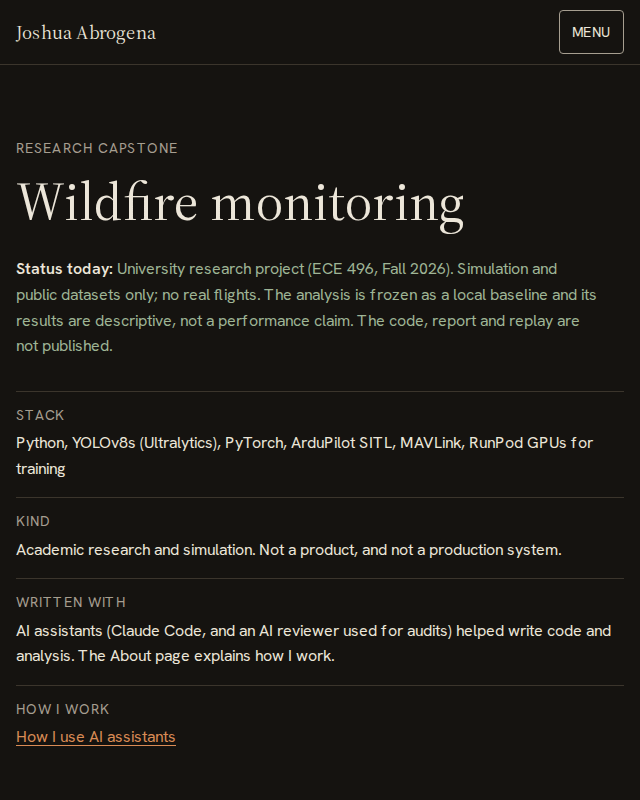 Joshua Abrogena
MENU
RESEARCH CAPSTONE
Wildfire monitoring
Status today: University research project (ECE 496, Fall 2026). Simulation and
public datasets only; no real flights. The analysis is frozen as a local baseline and its
results are descriptive, not a performance claim. The code, report and replay are
not published.
STACK
Python, YOLOv8s (Ultralytics), PyTorch, ArduPilot SITL, MAVLink, RunPod GPUs for
training
KIND
Academic research and simulation. Not a product, and not a production system.
WRITTEN WITH
AI assistants (Claude Code, and an AI reviewer used for audits) helped write code and
analysis. The About page explains how I work.
HOW I WORK
How I use AI assistants